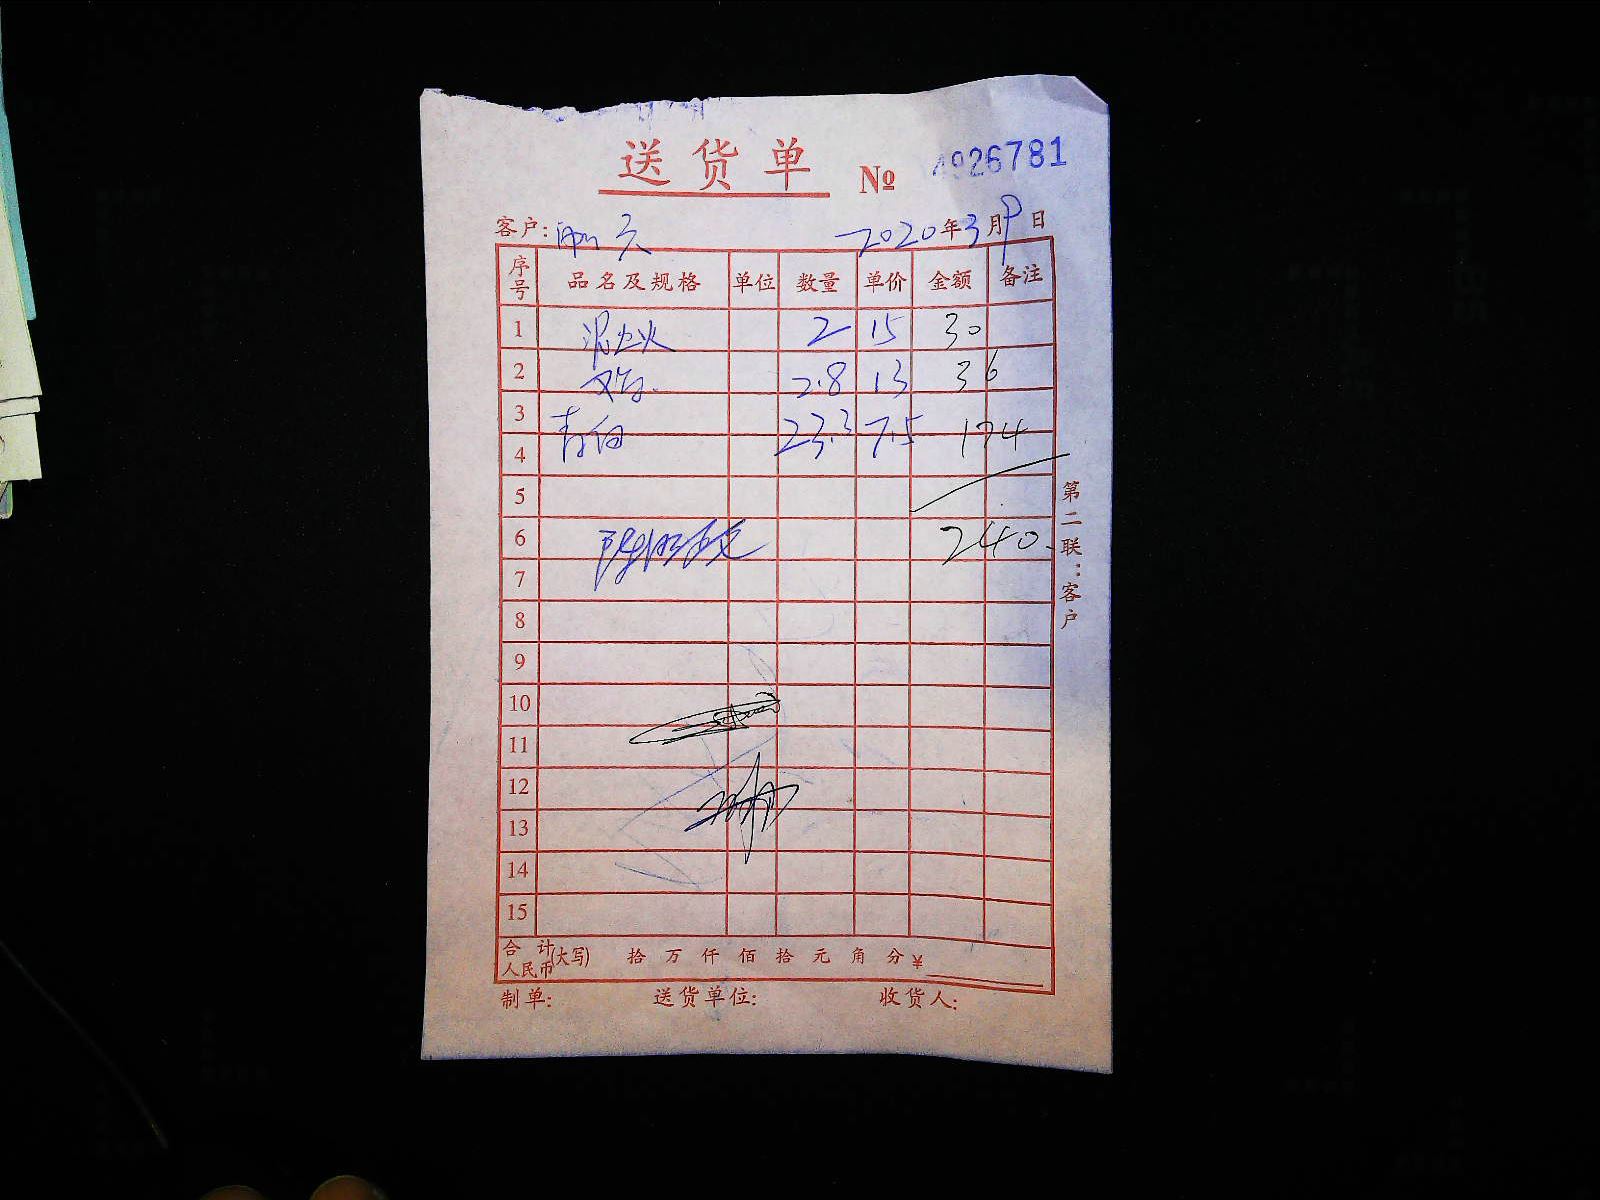 送货单 № 4926781
客户: 2020年3月9日
序号 品名及规格 单位 数量 单价 金额 备注
1 2 15 30
2 2.8 13 36
3 青 23.3 7.5 174
4
5
6 240
7
8
9
10
11
12
13
14
15
合计人民币(大写) 拾 万 仟 佰 拾 元 角 分 ¥
制单: 送货单位: 收货人:
第二联:客户